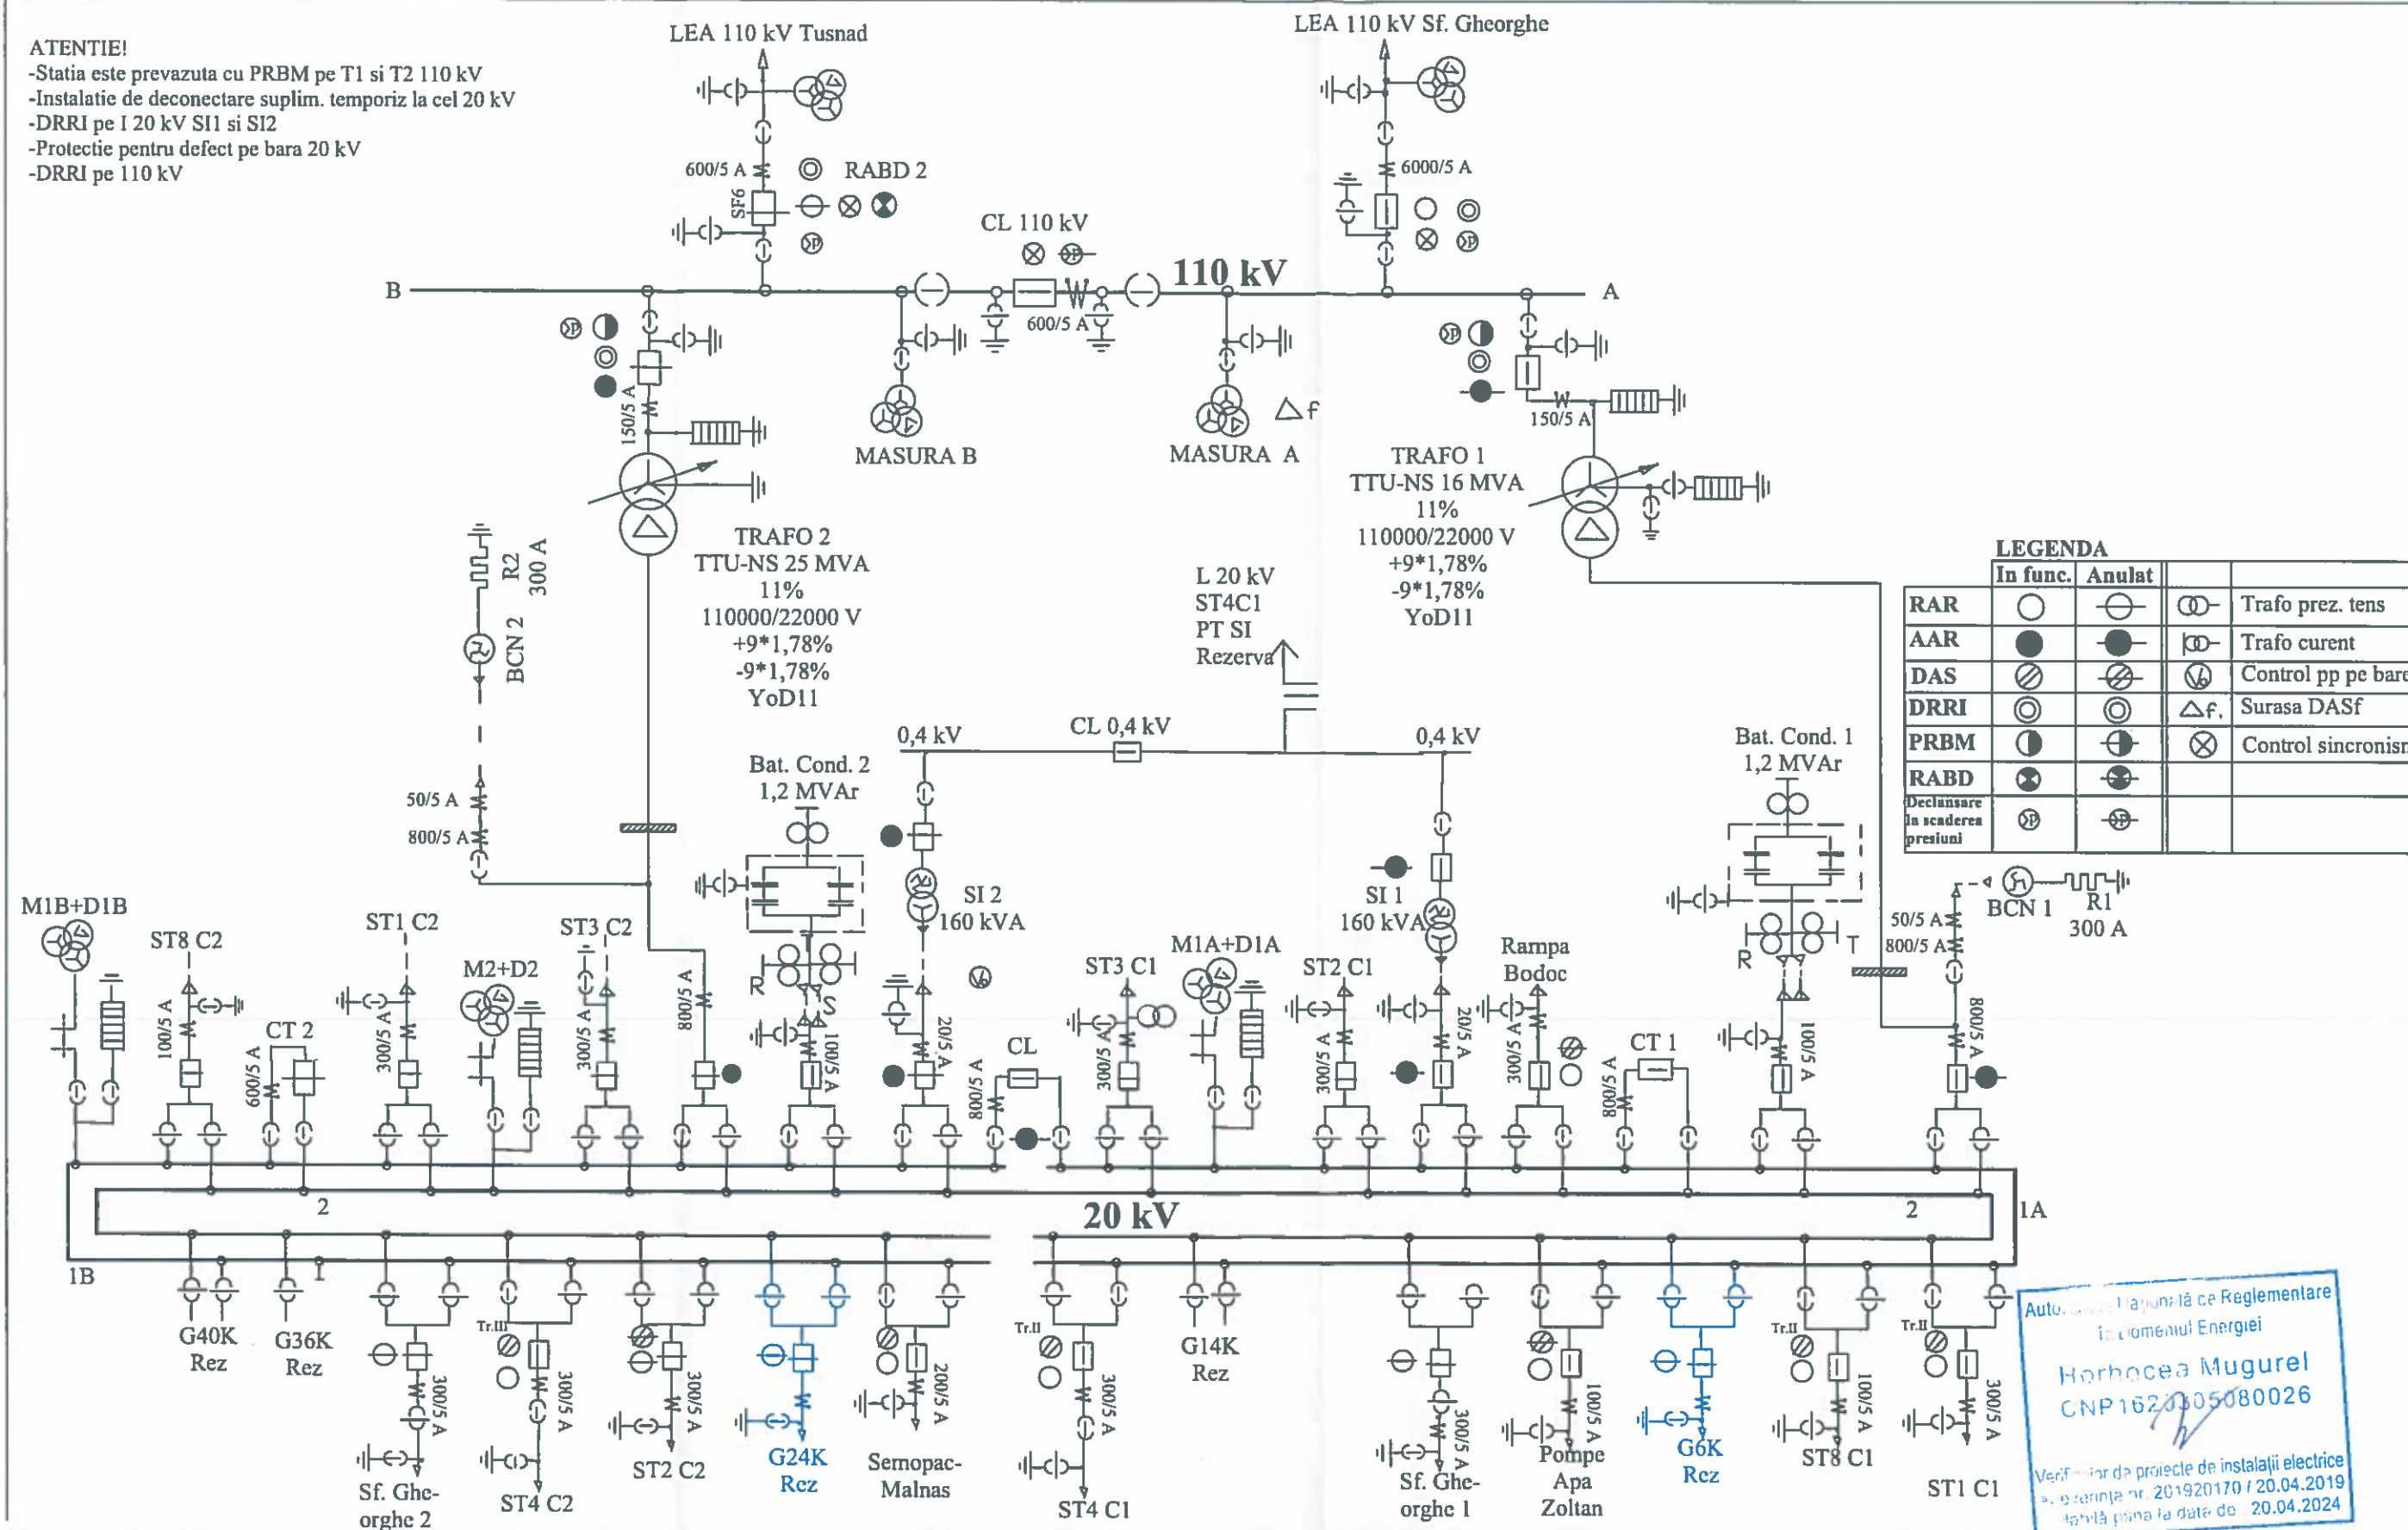 ATENTIE!
-Statia este prevazuta cu PRBM pe T1 si T2 110 kV
-Instalatie de deconectare suplim. temporiz la cel 20 kV
-DRRI pe I 20 kV SI1 si SI2
-Protectie pentru defect pe bara 20 kV
-DRRI pe 110 kV
LEA 110 kV Tusnad
LEA 110 kV Sf. Gheorghe
600/5 A
RABD 2
SF6
P
6000/5 A
P
CL 110 kV
P
110 kV
B
A
600/5 A
P
150/5 A
P
150/5 A
MASURA B
MASURA A
f
TRAFO 2
TTU-NS 25 MVA
11%
110000/22000 V
+9*1,78%
-9*1,78%
YoD11
TRAFO 1
TTU-NS 16 MVA
11%
110000/22000 V
+9*1,78%
-9*1,78%
YoD11
R2
300 A
BCN 2
50/5 A
800/5 A
L 20 kV
ST4C1
PT SI
Rezerva
0,4 kV
CL 0,4 kV
0,4 kV
LEGENDA
In func. Anulat
RAR Trafo prez. tens
AAR Trafo curent
DAS Control pp pe bare
DRRI f. Surasa DASf
PRBM Control sincronism
RABD
Declansare
la scaderea
presiuni
P P
Bat. Cond. 2
1,2 MVAr
R
S
100/5 A
SI 2
160 kVA
20/5 A
SI 1
160 kVA
20/5 A
Bat. Cond. 1
1,2 MVAr
R
T
100/5 A
BCN 1
R1
300 A
50/5 A
800/5 A
800/5 A
M1B+D1B
ST8 C2
100/5 A
CT 2
600/5 A
ST1 C2
300/5 A
M2+D2
ST3 C2
300/5 A
800/5 A
CL
800/5 A
ST3 C1
300/5 A
M1A+D1A
ST2 C1
300/5 A
Rampa
Bodoc
300/5 A
CT 1
800/5 A
2
20 kV
2
1A
1B
1
G40K
Rez
G36K
Rez
300/5 A
Sf. Ghe-
orghe 2
Tr.III
300/5 A
ST4 C2
300/5 A
ST2 C2
G24K
Rez
200/5 A
Semopac-
Malnas
Tr.II
300/5 A
ST4 C1
G14K
Rez
300/5 A
Sf. Ghe-
orghe 1
100/5 A
Pompe
Apa
Zoltan
G6K
Rez
Tr.II
100/5 A
ST8 C1
Tr.II
300/5 A
ST1 C1
de Reglementare
Domeniul Energiei
Horhocea Mugurel
de proiecte de instalaţii electrice
nr. 201920170 / 20.04.2019
până la data de 20.04.2024